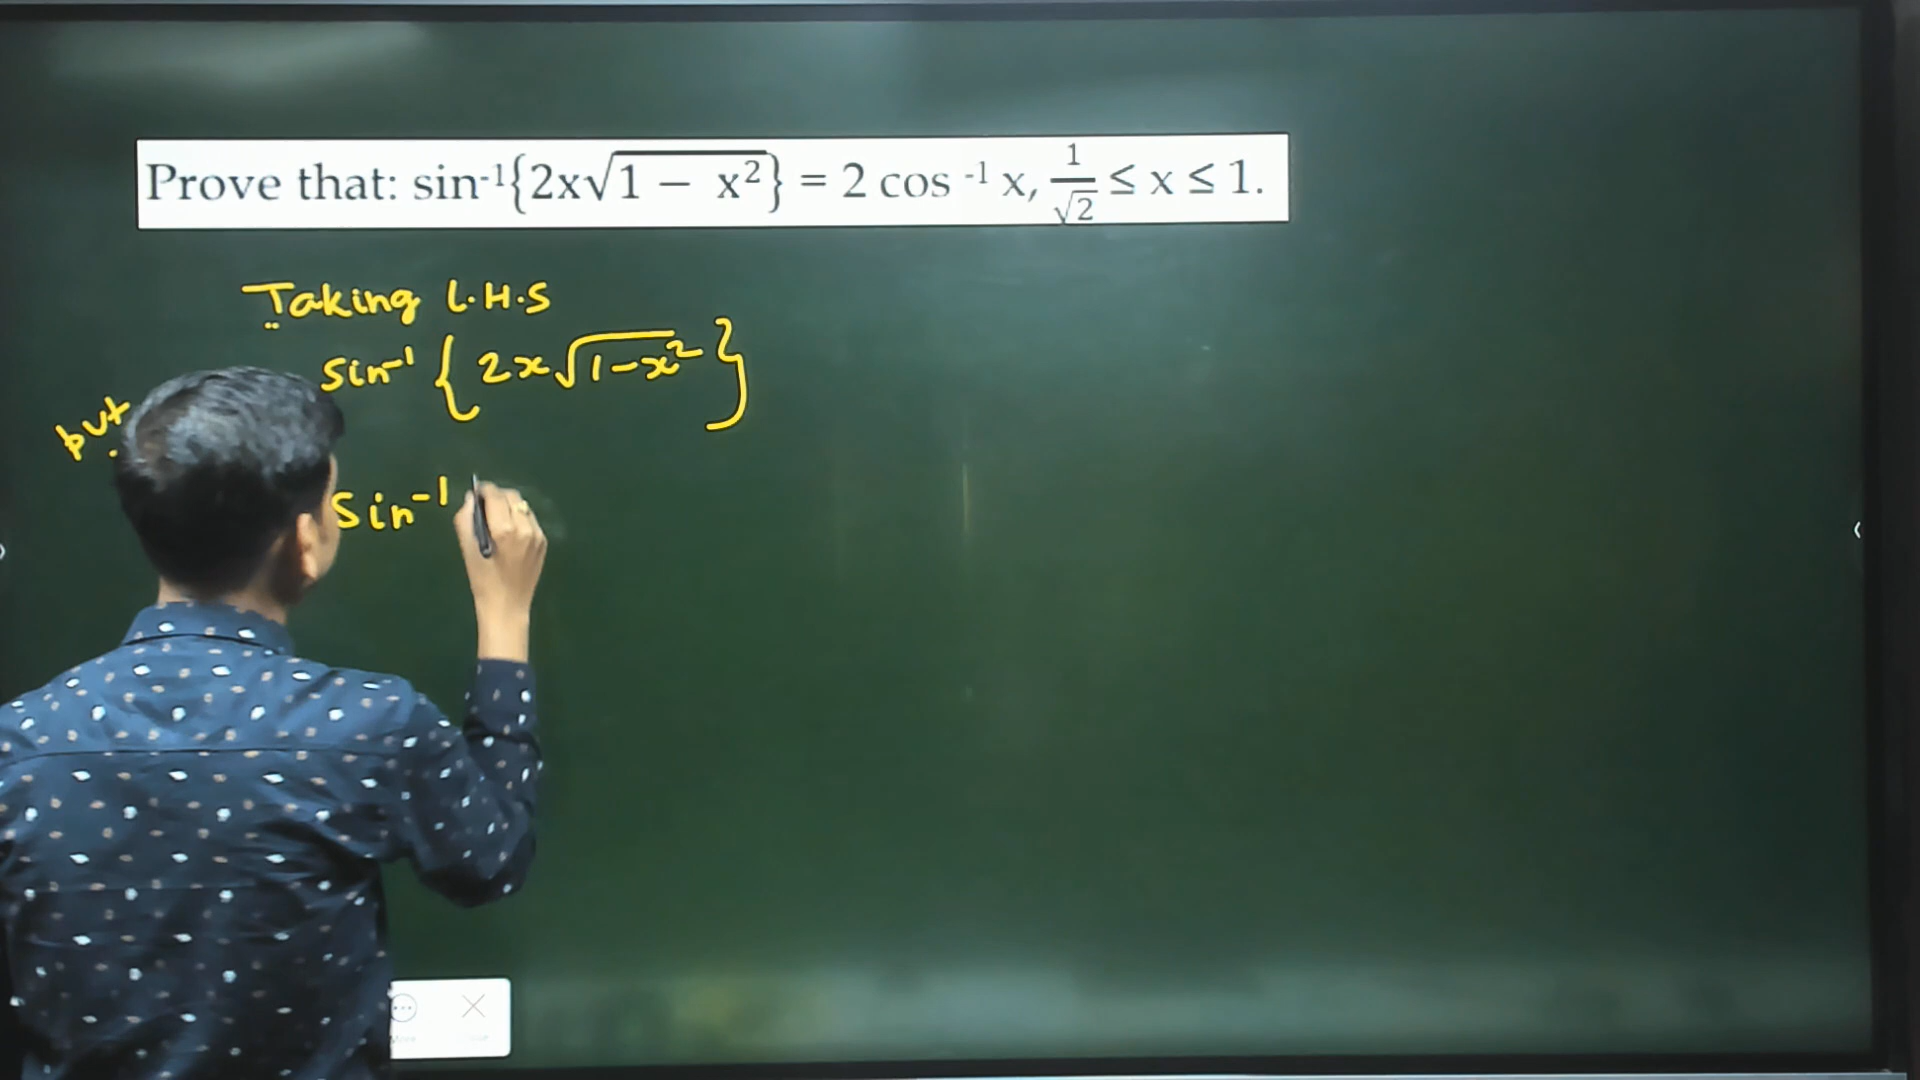 Prove that: sin⁻¹{2x√(1 − x²)} = 2 cos ⁻¹ x, 1/√2 ≤ x ≤ 1.
Taking L.H.S
sin⁻¹ {2x√(1-x²)}
put
Sin⁻¹